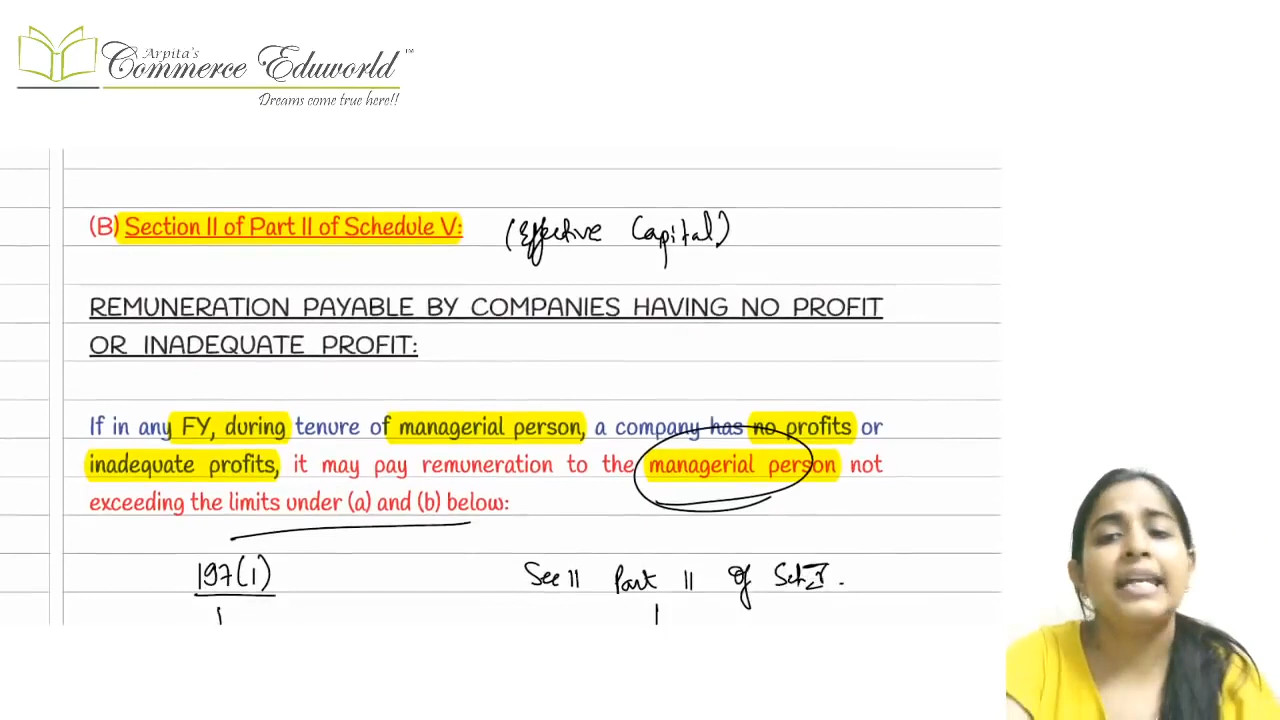 Arpita's
Commerce Eduworld™
Dreams come true here!!
(B) Section II of Part II of Schedule V: (Effective Capital)
REMUNERATION PAYABLE BY COMPANIES HAVING NO PROFIT
OR INADEQUATE PROFIT:
If in any FY, during tenure of managerial person, a company has no profits or
inadequate profits, it may pay remuneration to the managerial person not
exceeding the limits under (a) and (b) below:
197(1) Sec II Part II of Sch V.